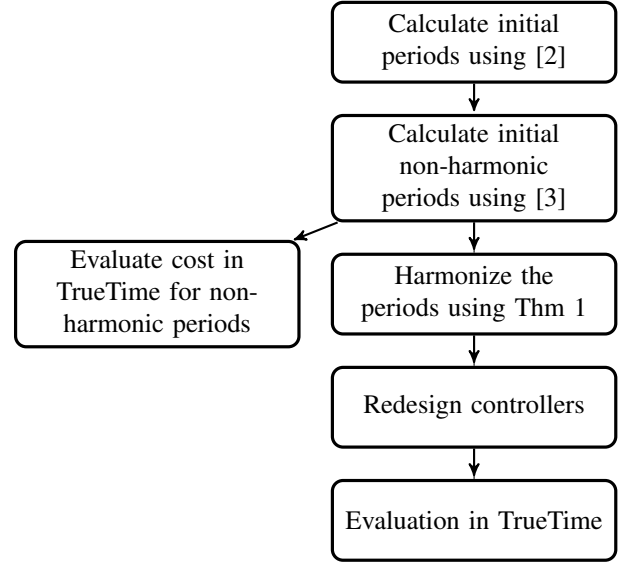 Calculate initial
periods using [2]
Calculate initial
non-harmonic
periods using [3]
Evaluate cost in
TrueTime for non-
harmonic periods
Harmonize the
periods using Thm 1
Redesign controllers
Evaluation in TrueTime